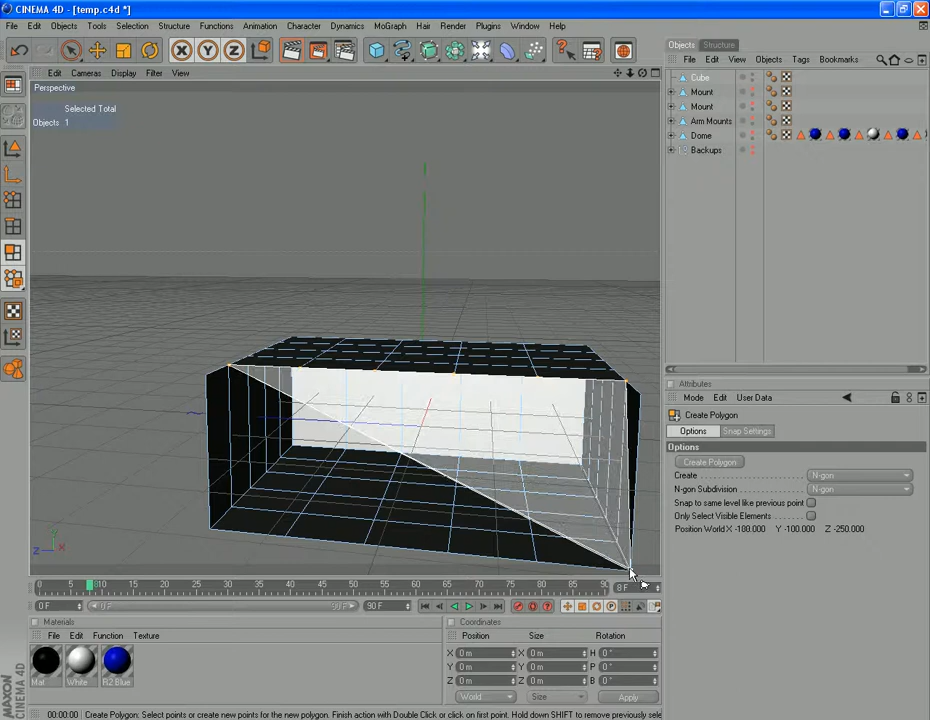 CINEMA 4D - [temp.c4d *]
File Edit Objects Tools Selection Structure Functions Animation Character Dynamics MoGraph Hair Render Plugins Window Help
X Y Z
Objects Structure
File Edit View Objects Tags Bookmarks
Edit Cameras Display Filter View
Perspective
Selected Total
Objects 1
Cube
Mount
Mount
Arm Mounts
Dome
Backups
Attributes
Mode Edit User Data
Create Polygon
Options Snap Settings
Options
Create Polygon
Create N-gon
N-gon Subdivision N-gon
Snap to same level like previous point
Only Select Visible Elements
Position World X -100.000 Y -100.000 Z -250.000
Z X Y
0 5 10 15 20 25 30 35 40 45 50 55 60 65 70 75 80 85 90 8 F
0 F 0 F 90 F 90 F
Materials
File Edit Function Texture
Mat White R2 Blue
Coordinates
Position Size Rotation
X 0 m X 0 m H 0 °
Y 0 m Y 0 m P 0 °
Z 0 m Z 0 m B 0 °
World Size Apply
MAXON CINEMA 4D
00:00:00 Create Polygon: Select points or create new points for the new polygon. Finish action with Double Click or click on first point. Hold down SHIFT to remove previously sele